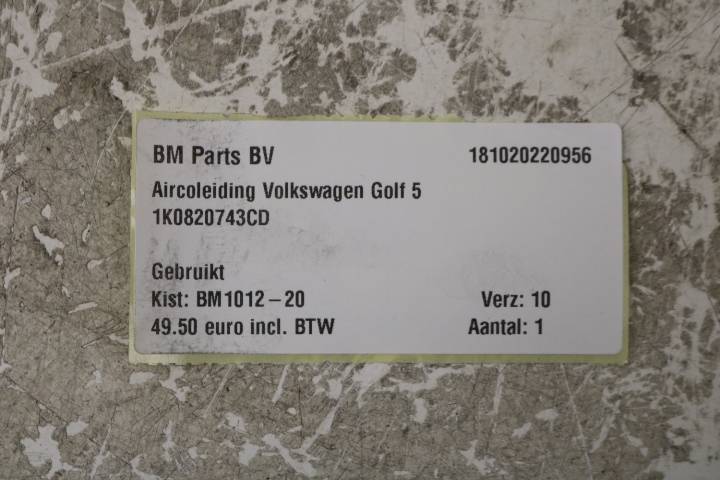 BM Parts BV 181020220956
Aircoleiding Volkswagen Golf 5
1K0820743CD
Gebruikt
Kist: BM1012-20 Verz: 10
49.50 euro incl. BTW Aantal: 1